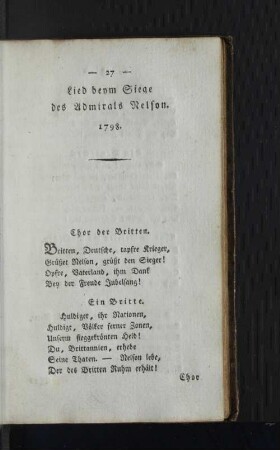 — 27 —
Lied beym Siege
des Admirals Nelson.
1798.
Chor der Britten.
Britten, Deutsche, tapfre Krieger,
Grüßet Nelson, grüßt den Sieger!
Opfre, Vaterland, ihm Dank
Bey der Freude Jubelsang!
Ein Britte.
Huldiget, ihr Nationen,
Huldigt, Völker ferner Zonen,
Unserm sieggekrönten Held!
Du, Brittannien, erhebe
Seine Thaten. — Nelson lebe,
Der des Britten Ruhm erhält!
Chor